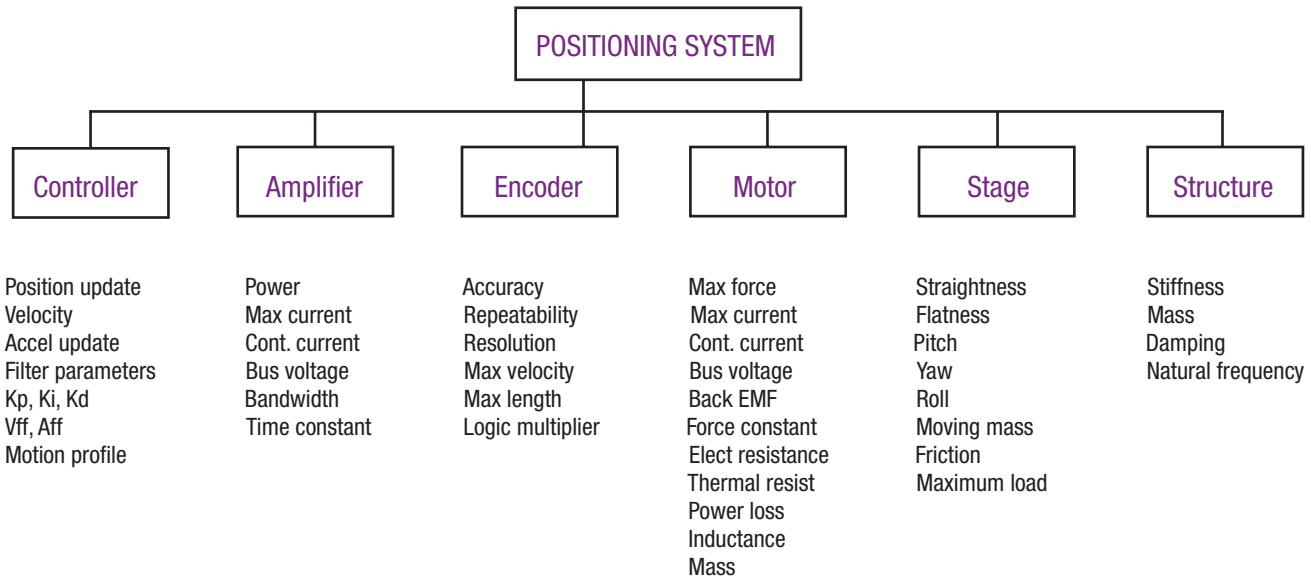 POSITIONING SYSTEM
Controller
Amplifier
Encoder
Motor
Stage
Structure
Position update
Velocity
Accel update
Filter parameters
Kp, Ki, Kd
Vff, Aff
Motion profile
Power
Max current
Cont. current
Bus voltage
Bandwidth
Time constant
Accuracy
Repeatability
Resolution
Max velocity
Max length
Logic multiplier
Max force
Max current
Cont. current
Bus voltage
Back EMF
Force constant
Elect resistance
Thermal resist
Power loss
Inductance
Mass
Straightness
Flatness
Pitch
Yaw
Roll
Moving mass
Friction
Maximum load
Stiffness
Mass
Damping
Natural frequency